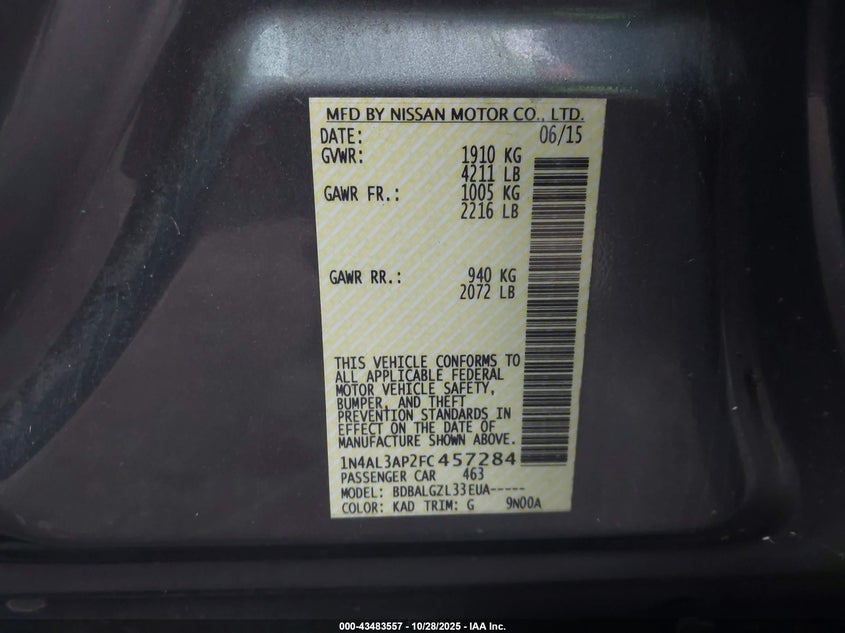 MFD BY NISSAN MOTOR CO., LTD.
DATE: 06/15
GVWR: 1910 KG
4211 LB
GAWR FR.: 1005 KG
2216 LB
GAWR RR.: 940 KG
2072 LB
THIS VEHICLE CONFORMS TO
ALL APPLICABLE FEDERAL
MOTOR VEHICLE SAFETY,
BUMPER, AND THEFT
PREVENTION STANDARDS IN
EFFECT ON THE DATE OF
MANUFACTURE SHOWN ABOVE.
1N4AL3AP2FC457284
PASSENGER CAR 463
MODEL: BDBALGZL33EUA-----
COLOR: KAD TRIM: G 9N00A
000-43483557 - 10/28/2025 - IAA Inc.